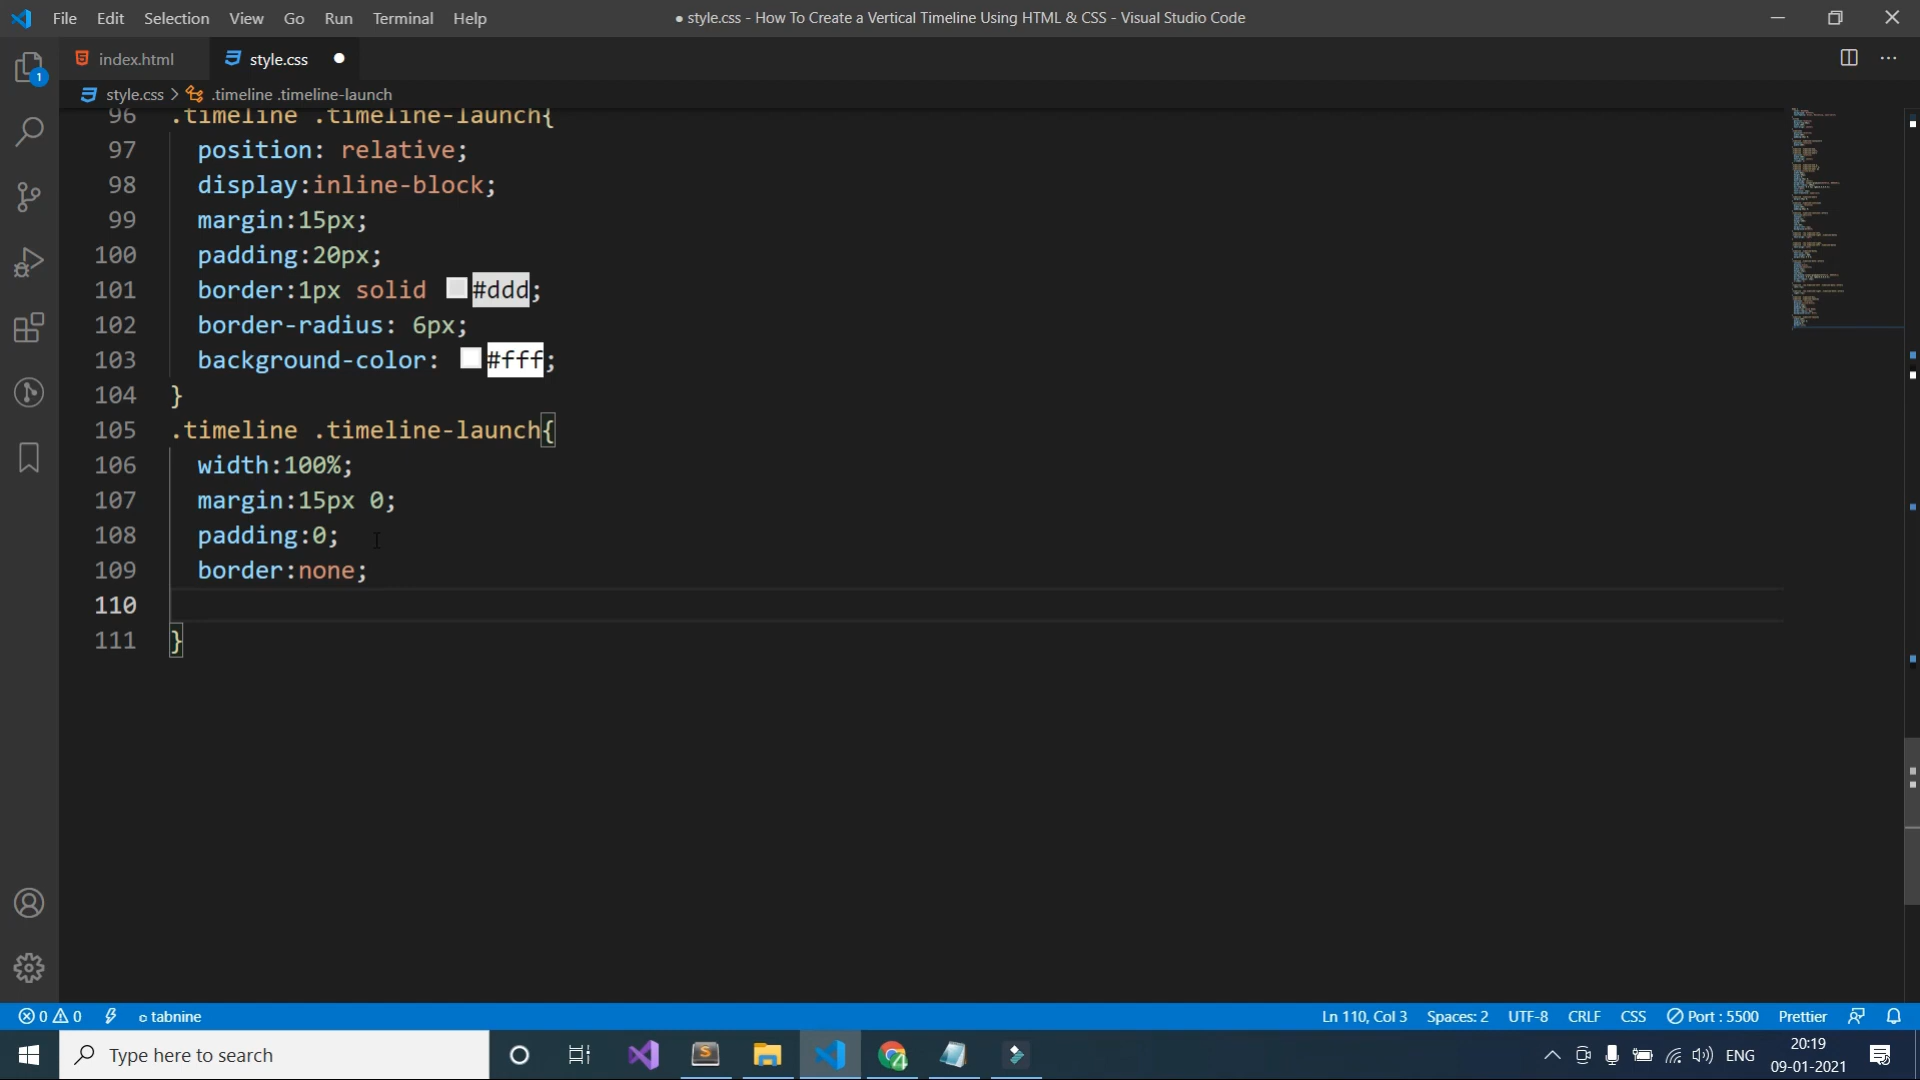 File Edit Selection View Go Run Terminal Help
● style.css - How To Create a Vertical Timeline Using HTML & CSS - Visual Studio Code
index.html
style.css ●
style.css > .timeline .timeline-launch
1
96 .timeline .timeline-launch{
97 position: relative;
98 display:inline-block;
99 margin:15px;
100 padding:20px;
101 border:1px solid #ddd;
102 border-radius: 6px;
103 background-color: #fff;
104 }
105 .timeline .timeline-launch{
106 width:100%;
107 margin:15px 0;
108 padding:0;
109 border:none;
110
111 }
0 0 tabnine
Ln 110, Col 3 Spaces: 2 UTF-8 CRLF CSS Port : 5500 Prettier
Type here to search
ENG
20:19
09-01-2021